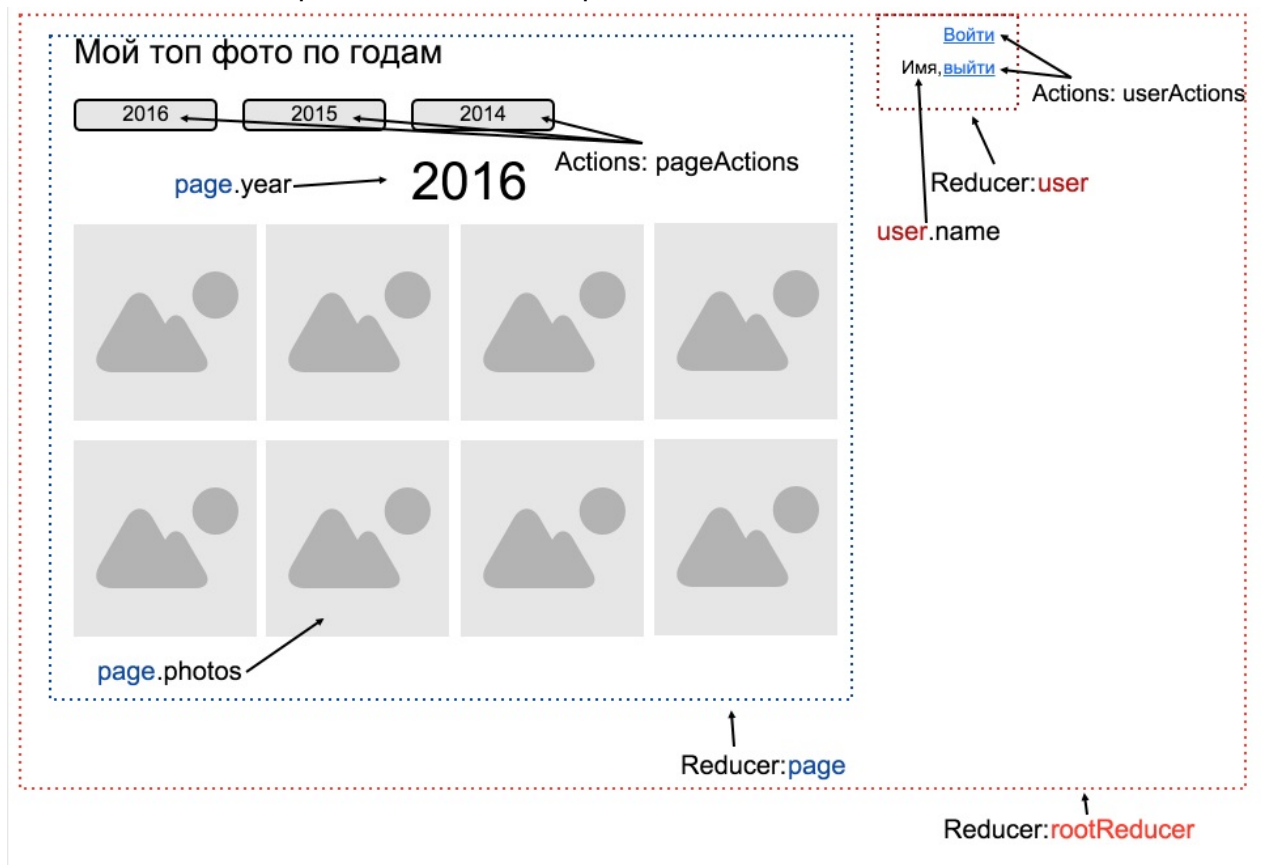 Мой топ фото по годам
Войти
Имя,выйти
Actions: userActions
2016 2015 2014
Actions: pageActions
page.year
2016
Reducer:user
user.name
page.photos
Reducer:page
Reducer:rootReducer